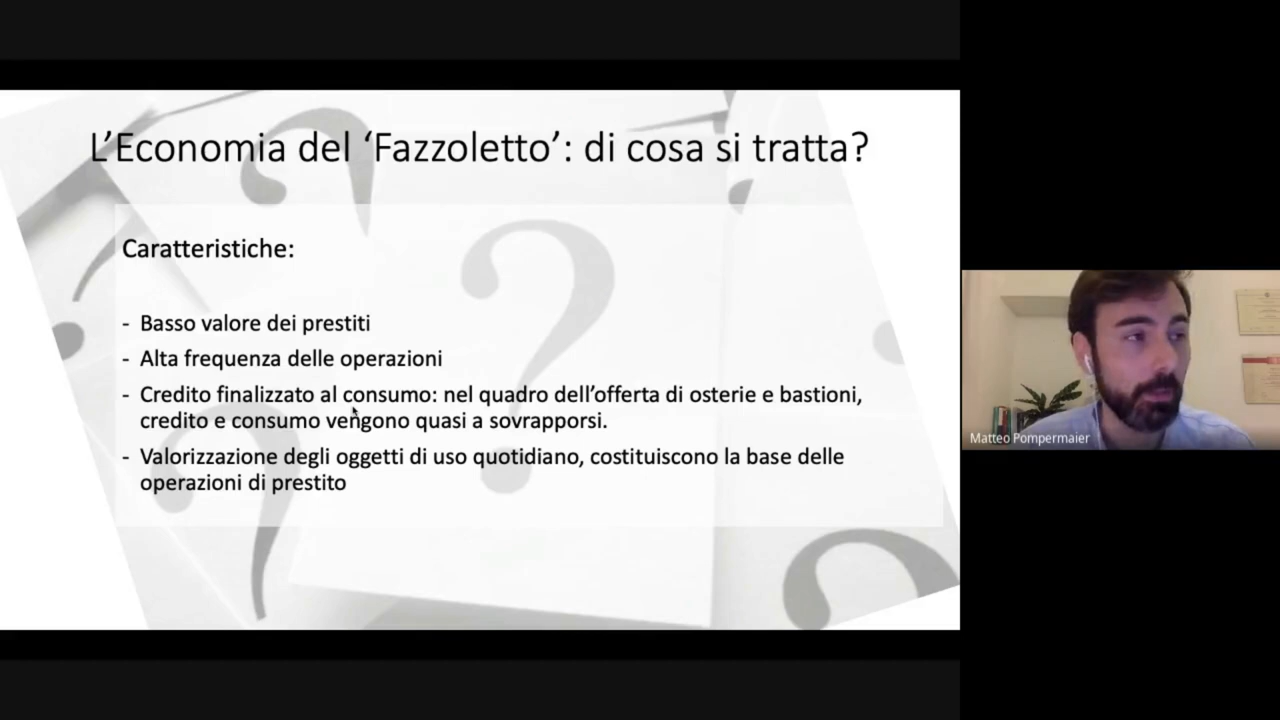 L’Economia del ‘Fazzoletto’: di cosa si tratta?
Caratteristiche:
- Basso valore dei prestiti
- Alta frequenza delle operazioni
- Credito finalizzato al consumo: nel quadro dell’offerta di osterie e bastioni,
credito e consumo vengono quasi a sovrapporsi.
- Valorizzazione degli oggetti di uso quotidiano, costituiscono la base delle
operazioni di prestito
Matteo Pompermaier